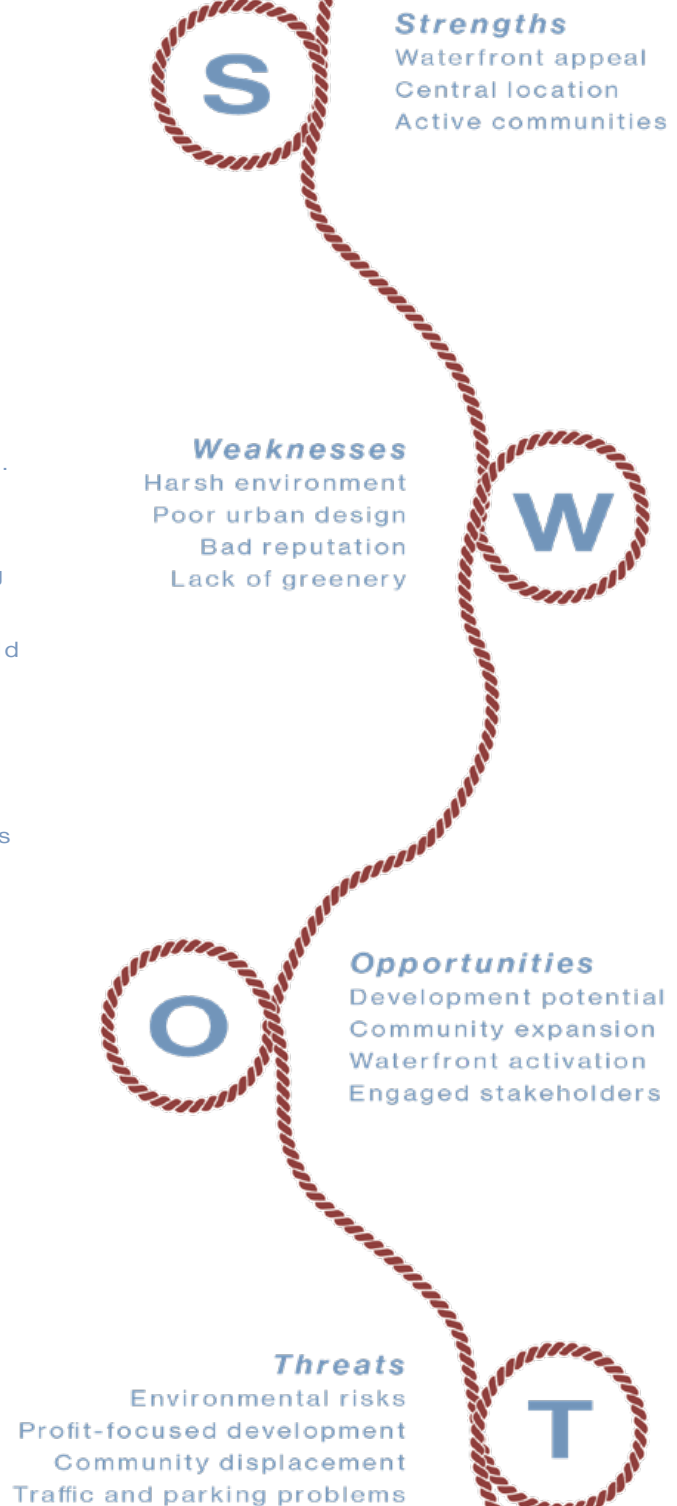 S
Strengths
Waterfront appeal
Central location
Active communities
Weaknesses
Harsh environment
Poor urban design
Bad reputation
Lack of greenery
W
.
d
s
O
Opportunities
Development potential
Community expansion
Waterfront activation
Engaged stakeholders
Threats
Environmental risks
Profit-focused development
Community displacement
Traffic and parking problems
T